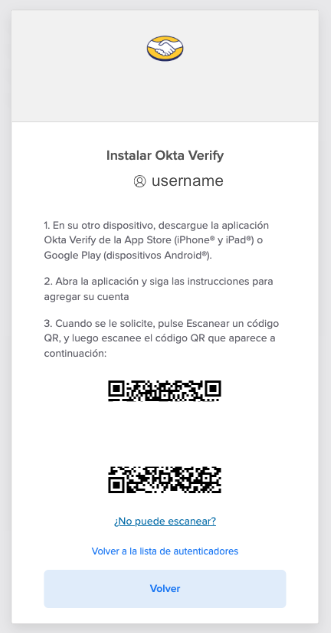 Instalar Okta Verify
username
1. En su otro dispositivo, descargue la aplicación
Okta Verify de la App Store (iPhone® y iPad®) o
Google Play (dispositivos Android®).
2. Abra la aplicación y siga las instrucciones para
agregar su cuenta
3. Cuando se le solicite, pulse Escanear un código
QR, y luego escanee el código QR que aparece a
continuación:
¿No puede escanear?
Volver a la lista de autenticadores
Volver